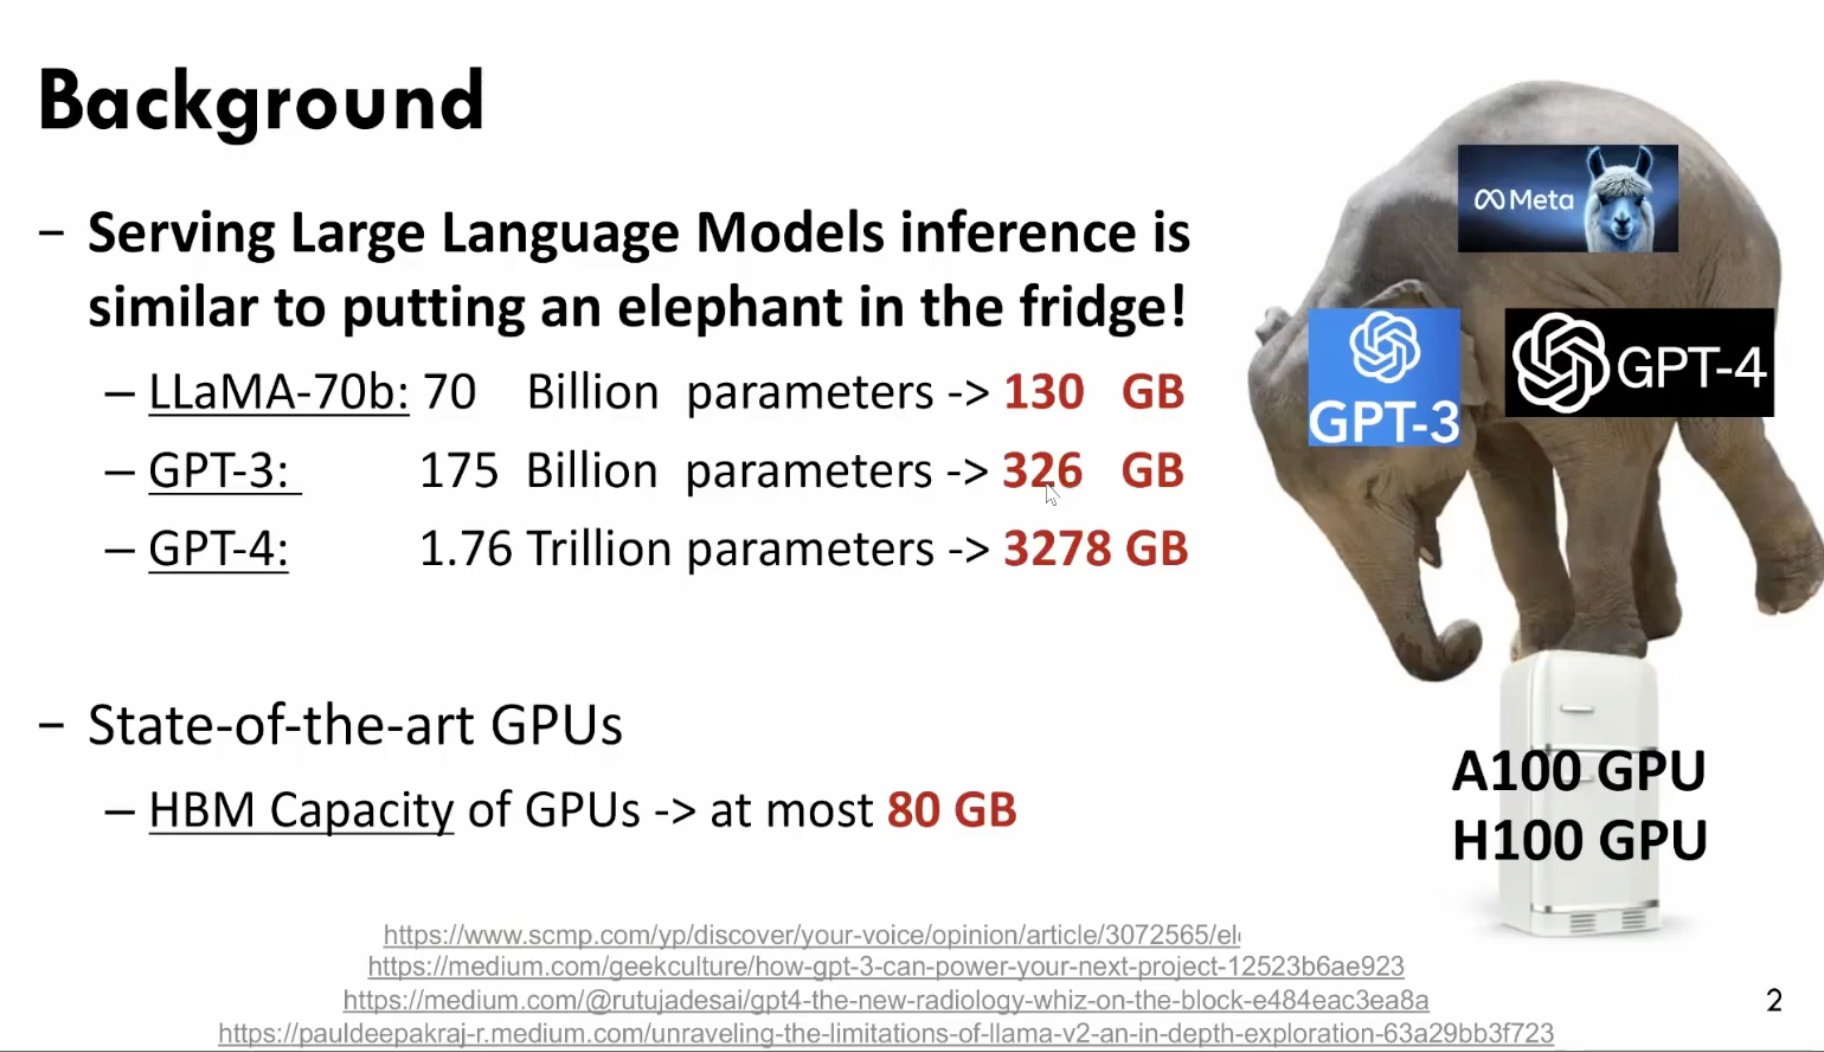 Background
– Serving Large Language Models inference is
similar to putting an elephant in the fridge!
– LLaMA-70b: 70 Billion parameters -> 130 GB
– GPT-3: 175 Billion parameters -> 326 GB
– GPT-4: 1.76 Trillion parameters -> 3278 GB
– State-of-the-art GPUs
– HBM Capacity of GPUs -> at most 80 GB
Meta
GPT-3
GPT-4
A100 GPU
H100 GPU
https://www.scmp.com/yp/discover/your-voice/opinion/article/3072565/el
https://medium.com/geekculture/how-gpt-3-can-power-your-next-project-12523b6ae923
https://medium.com/@rutujadesai/gpt4-the-new-radiology-whiz-on-the-block-e484eac3ea8a
https://pauldeepakraj-r.medium.com/unraveling-the-limitations-of-llama-v2-an-in-depth-exploration-63a29bb3f723
2